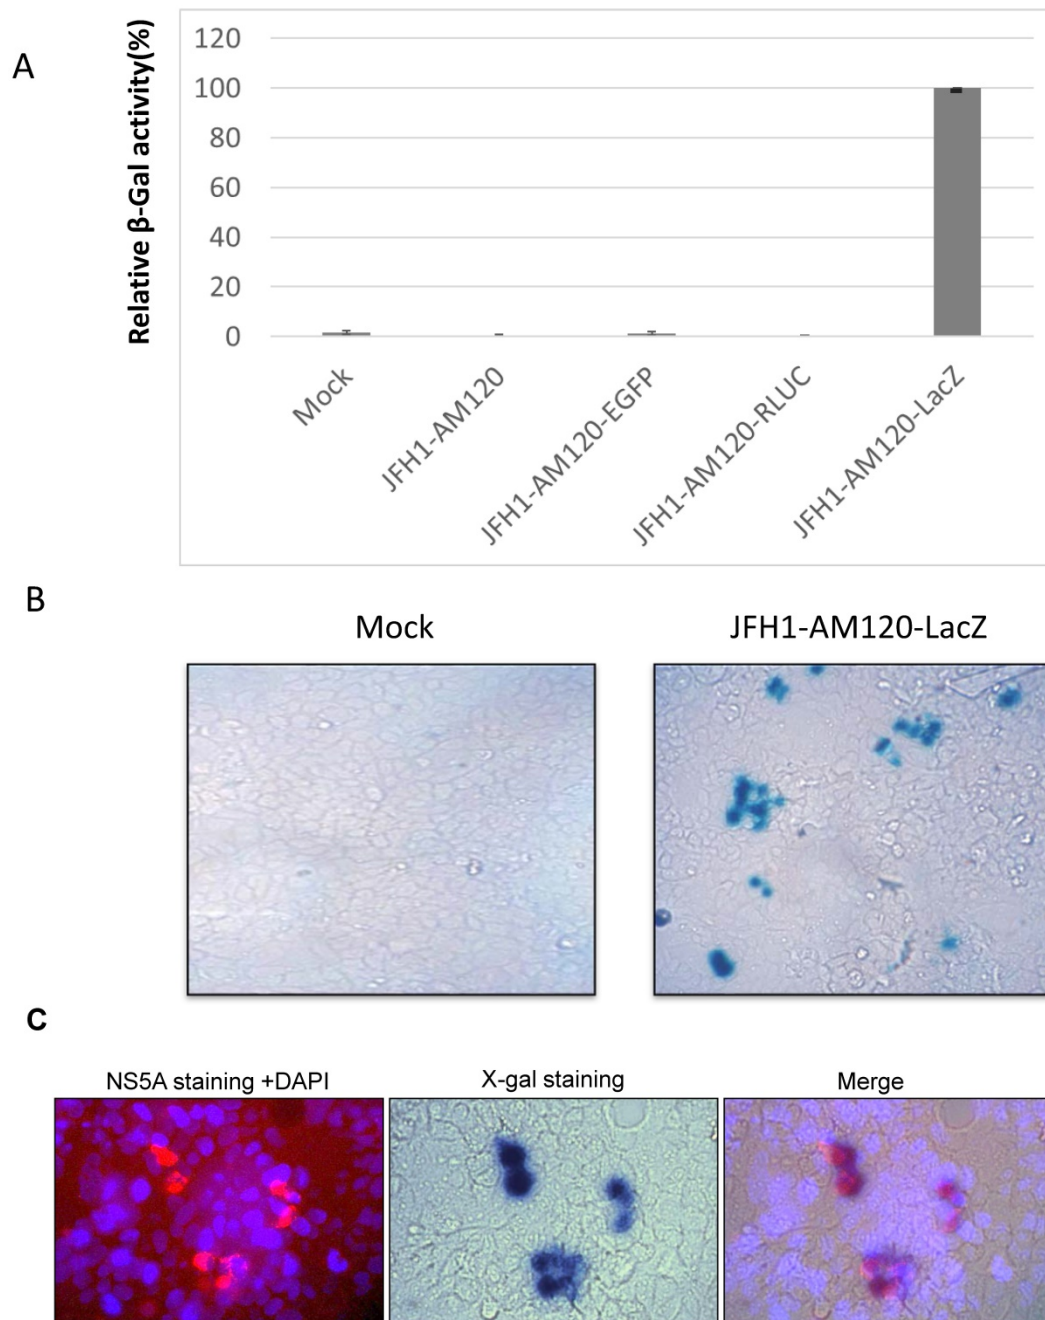 A
Relative β-Gal activity(%)
120
100
80
60
40
20
0
Mock
JFH1-AM120
JFH1-AM120-EGFP
JFH1-AM120-RLUC
JFH1-AM120-LacZ
B
Mock
JFH1-AM120-LacZ
C
NS5A staining +DAPI
X-gal staining
Merge